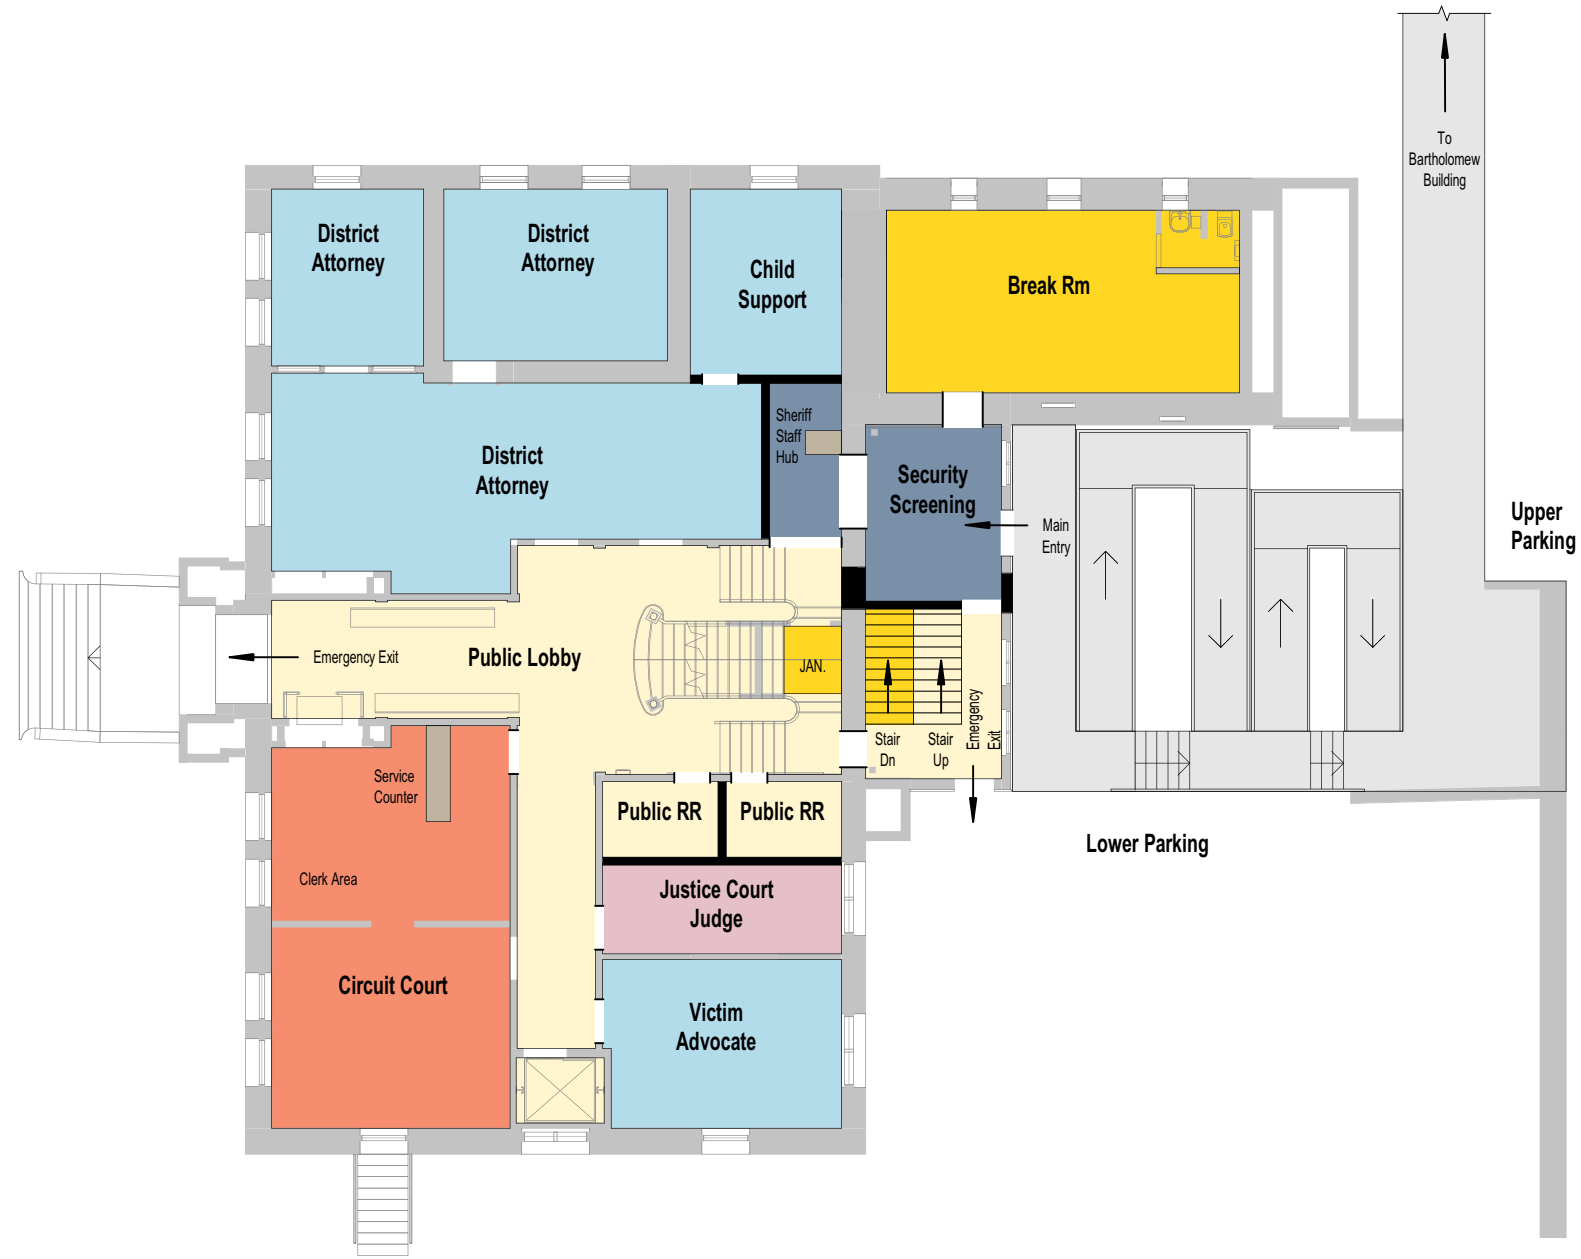 To
Bartholomew
Building
District
Attorney
District
Attorney
Child
Support
Break Rm
Sheriff
Staff
Hub
District
Attorney
Security
Screening
Main
Entry
Upper
Parking
Emergency Exit
Public Lobby
JAN.
Stair
Dn
Stair
Up
Emergency
Exit
Service
Counter
Public RR
Public RR
Lower Parking
Clerk Area
Justice Court
Judge
Circuit Court
Victim
Advocate